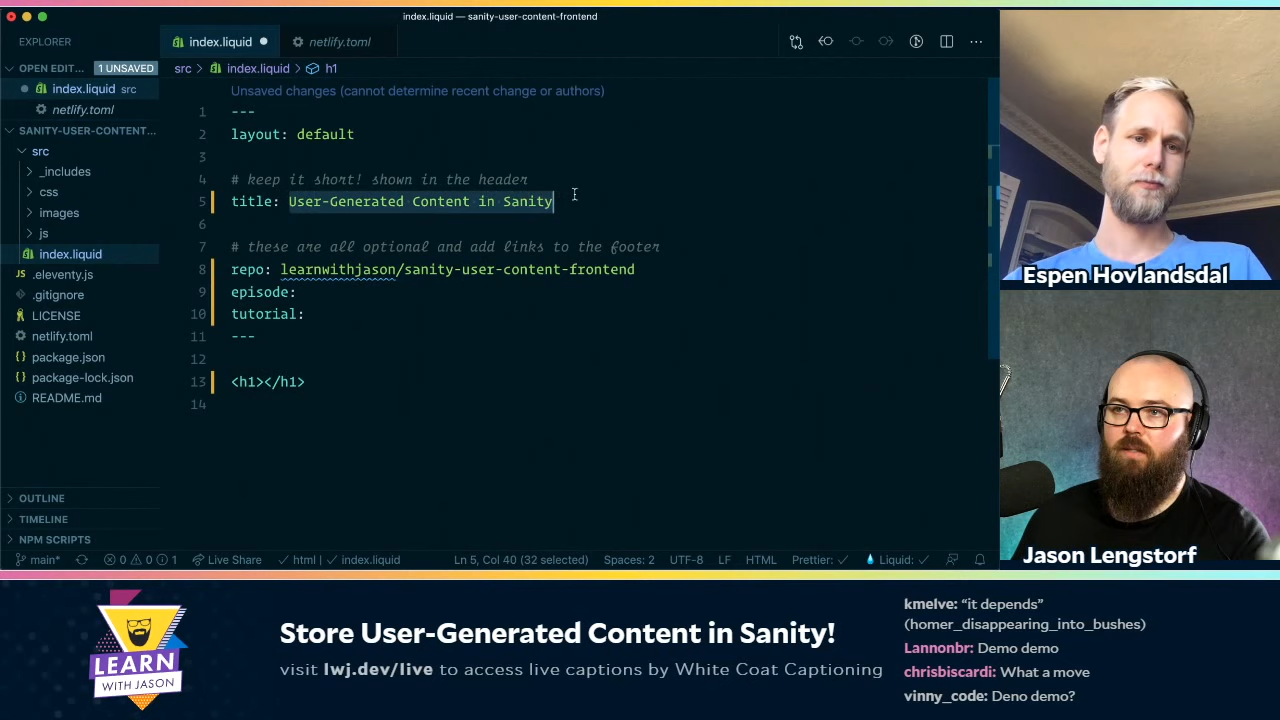 index.liquid — sanity-user-content-frontend
EXPLORER
index.liquid
netlify.toml
OPEN EDIT... 1 UNSAVED
index.liquid src
netlify.toml
SANITY-USER-CONTENT...
src
_includes
css
images
js
index.liquid
.eleventy.js
.gitignore
LICENSE
netlify.toml
package.json
package-lock.json
README.md
OUTLINE
TIMELINE
NPM SCRIPTS
src > index.liquid > h1
Unsaved changes (cannot determine recent change or authors)
1 ---
2 layout: default
3
4 # keep it short! shown in the header
5 title: User-Generated Content in Sanity
6
7 # these are all optional and add links to the footer
8 repo: learnwithjason/sanity-user-content-frontend
9 episode:
10 tutorial:
11 ---
12
13 <h1></h1>
14
main* 0 0 1 Live Share html | index.liquid Ln 5, Col 40 (32 selected) Spaces: 2 UTF-8 LF HTML Prettier: Liquid:
Espen Hovlandsdal
Jason Lengstorf
LEARN
WITH JASON
Store User-Generated Content in Sanity!
visit lwj.dev/live to access live captions by White Coat Captioning
kmelve: “it depends”
(homer_disappearing_into_bushes)
Lannonbr: Demo demo
chrisbiscardi: What a move
vinny_code: Deno demo?